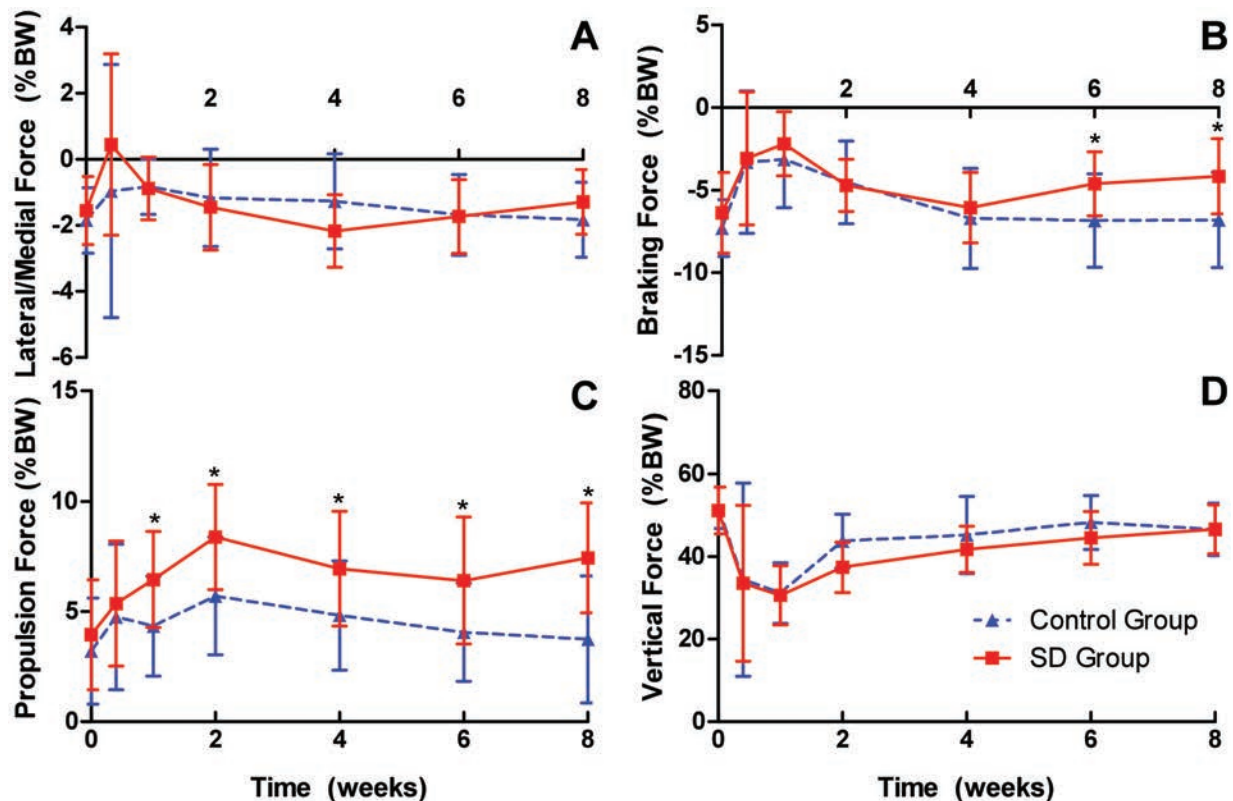 A
Lateral/Medial Force (%BW)
4
2
0
-2
-4
-6
2 4 6 8
B
Braking Force (%BW)
5
0
-5
-10
-15
2 4 6 8
* *
C
Propulsion Force (%BW)
15
10
5
0
* * * * *
0 2 4 6 8
Time (weeks)
D
Vertical Force (%BW)
80
60
40
20
0
Control Group
SD Group
0 2 4 6 8
Time (weeks)